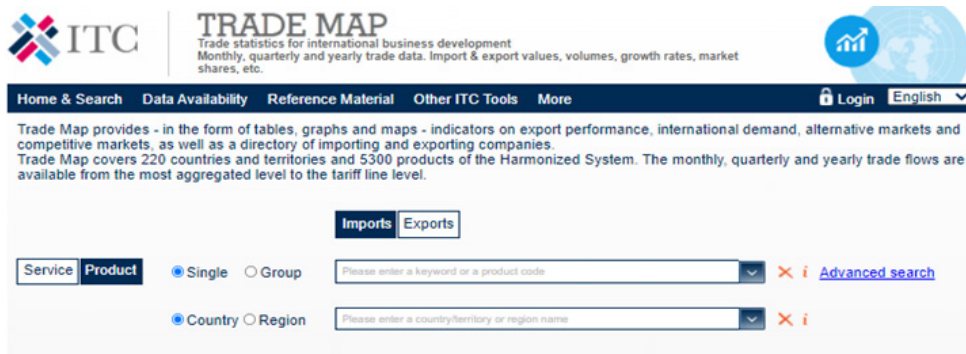 ITC
TRADE MAP
Trade statistics for international business development
Monthly, quarterly and yearly trade data. Import & export values, volumes, growth rates, market
shares, etc.
Home & Search Data Availability Reference Material Other ITC Tools More Login English
Trade Map provides - in the form of tables, graphs and maps - indicators on export performance, international demand, alternative markets and
competitive markets, as well as a directory of importing and exporting companies.
Trade Map covers 220 countries and territories and 5300 products of the Harmonized System. The monthly, quarterly and yearly trade flows are
available from the most aggregated level to the tariff line level.
Imports Exports
Service Product Single Group Please enter a keyword or a product code i Advanced search
Country Region Please enter a country/territory or region name i